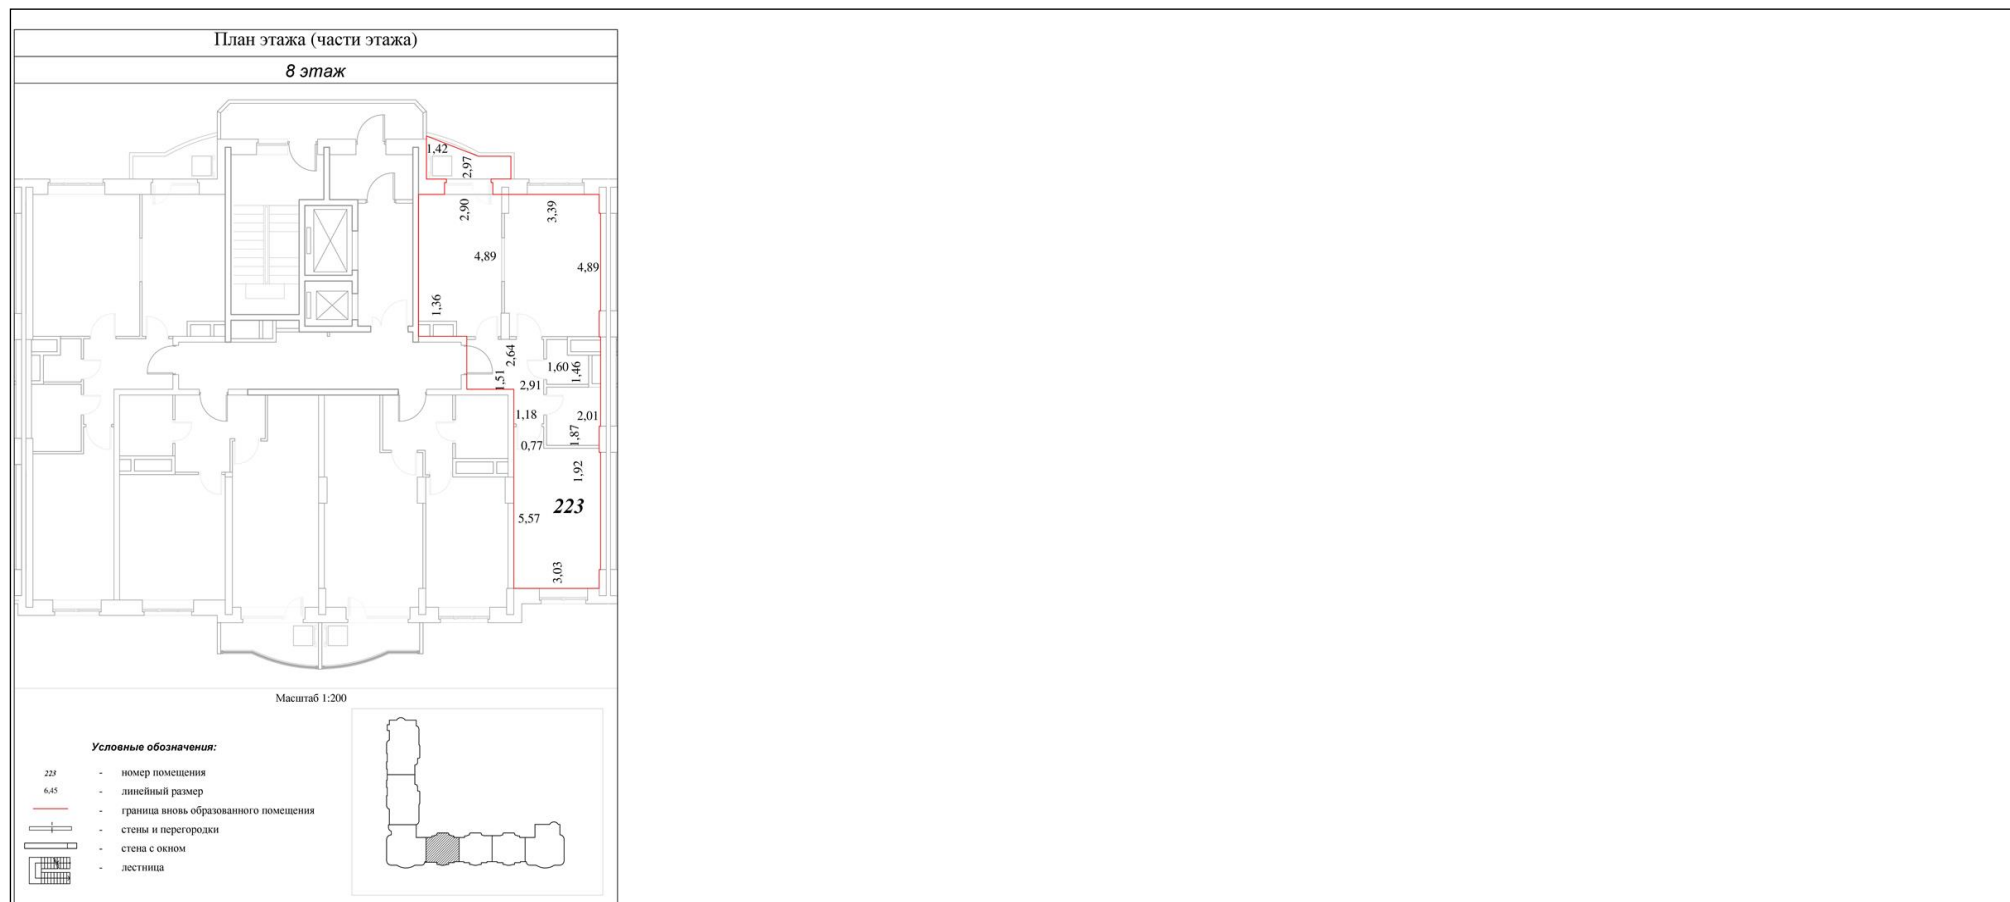 План этажа (части этажа)
8 этаж
1,42
2,97
2,90
3,39
4,89
4,89
1,36
2,64
1,60
1,46
1,51
2,91
1,18
2,01
1,87
0,77
1,92
223
5,57
3,03
Масштаб 1:200
Условные обозначения:
223 - номер помещения
6,45 - линейный размер
- граница вновь образованного помещения
- стены и перегородки
- стена с окном
- лестница